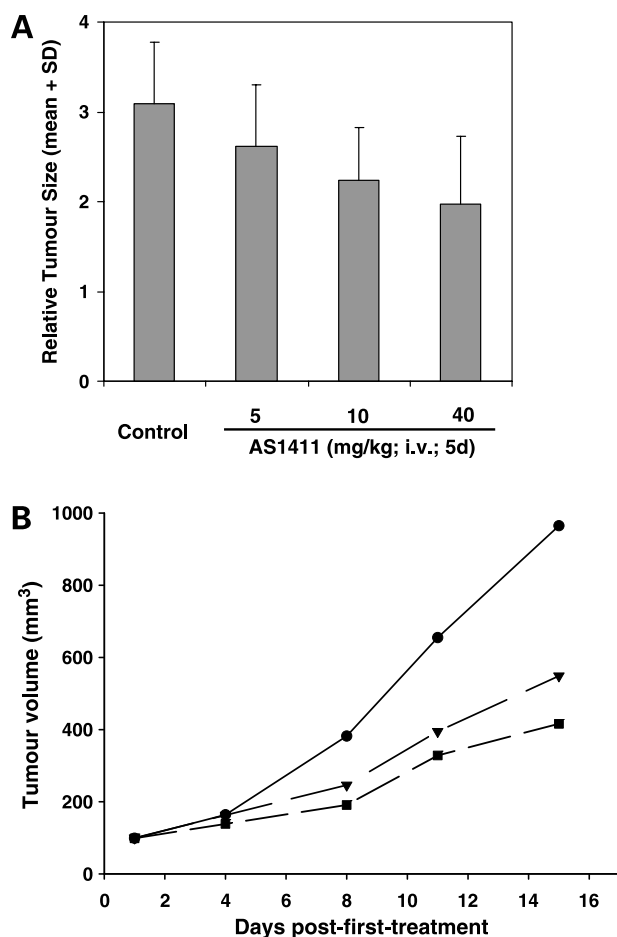 A
Relative Tumour Size (mean + SD)
4
3
2
1
0
Control
5 10 40
AS1411 (mg/kg; i.v.; 5d)
B
Tumour volume (mm³)
1000
800
600
400
200
0
0 2 4 6 8 10 12 14 16
Days post-first-treatment